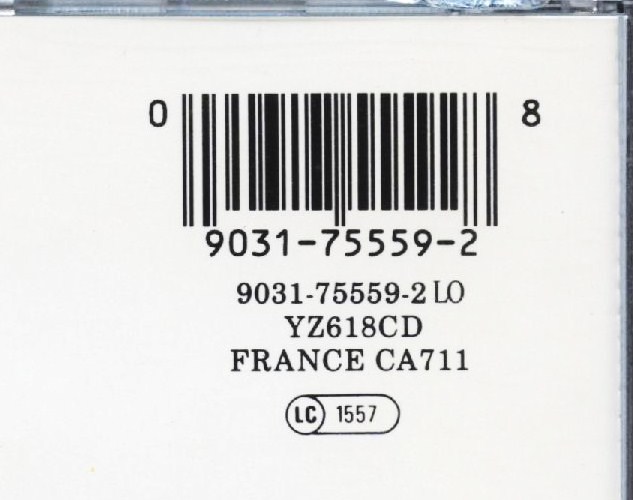 0 8
9031-75559-2
9031-75559-2 LO
YZ618CD
FRANCE CA711
LC 1557